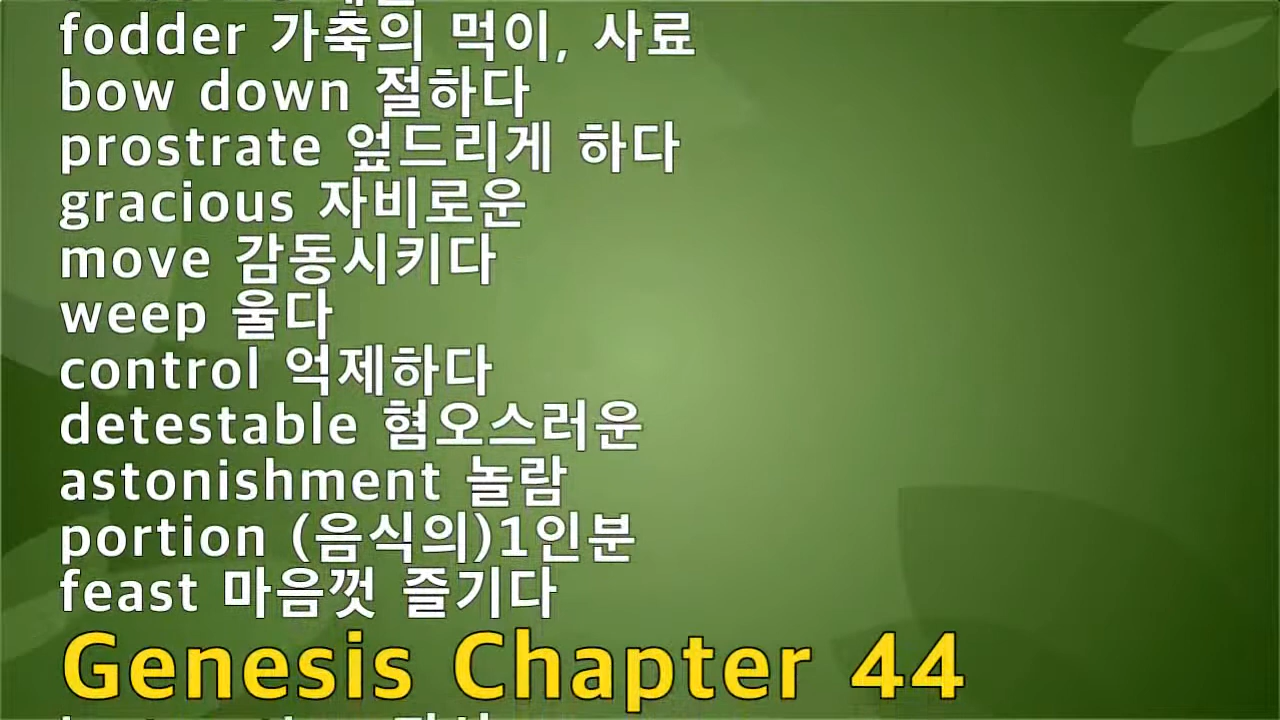 fodder 가축의 먹이, 사료
bow down 절하다
prostrate 엎드리게 하다
gracious 자비로운
move 감동시키다
weep 울다
control 억제하다
detestable 혐오스러운
astonishment 놀람
portion (음식의)1인분
feast 마음껏 즐기다
Genesis Chapter 44